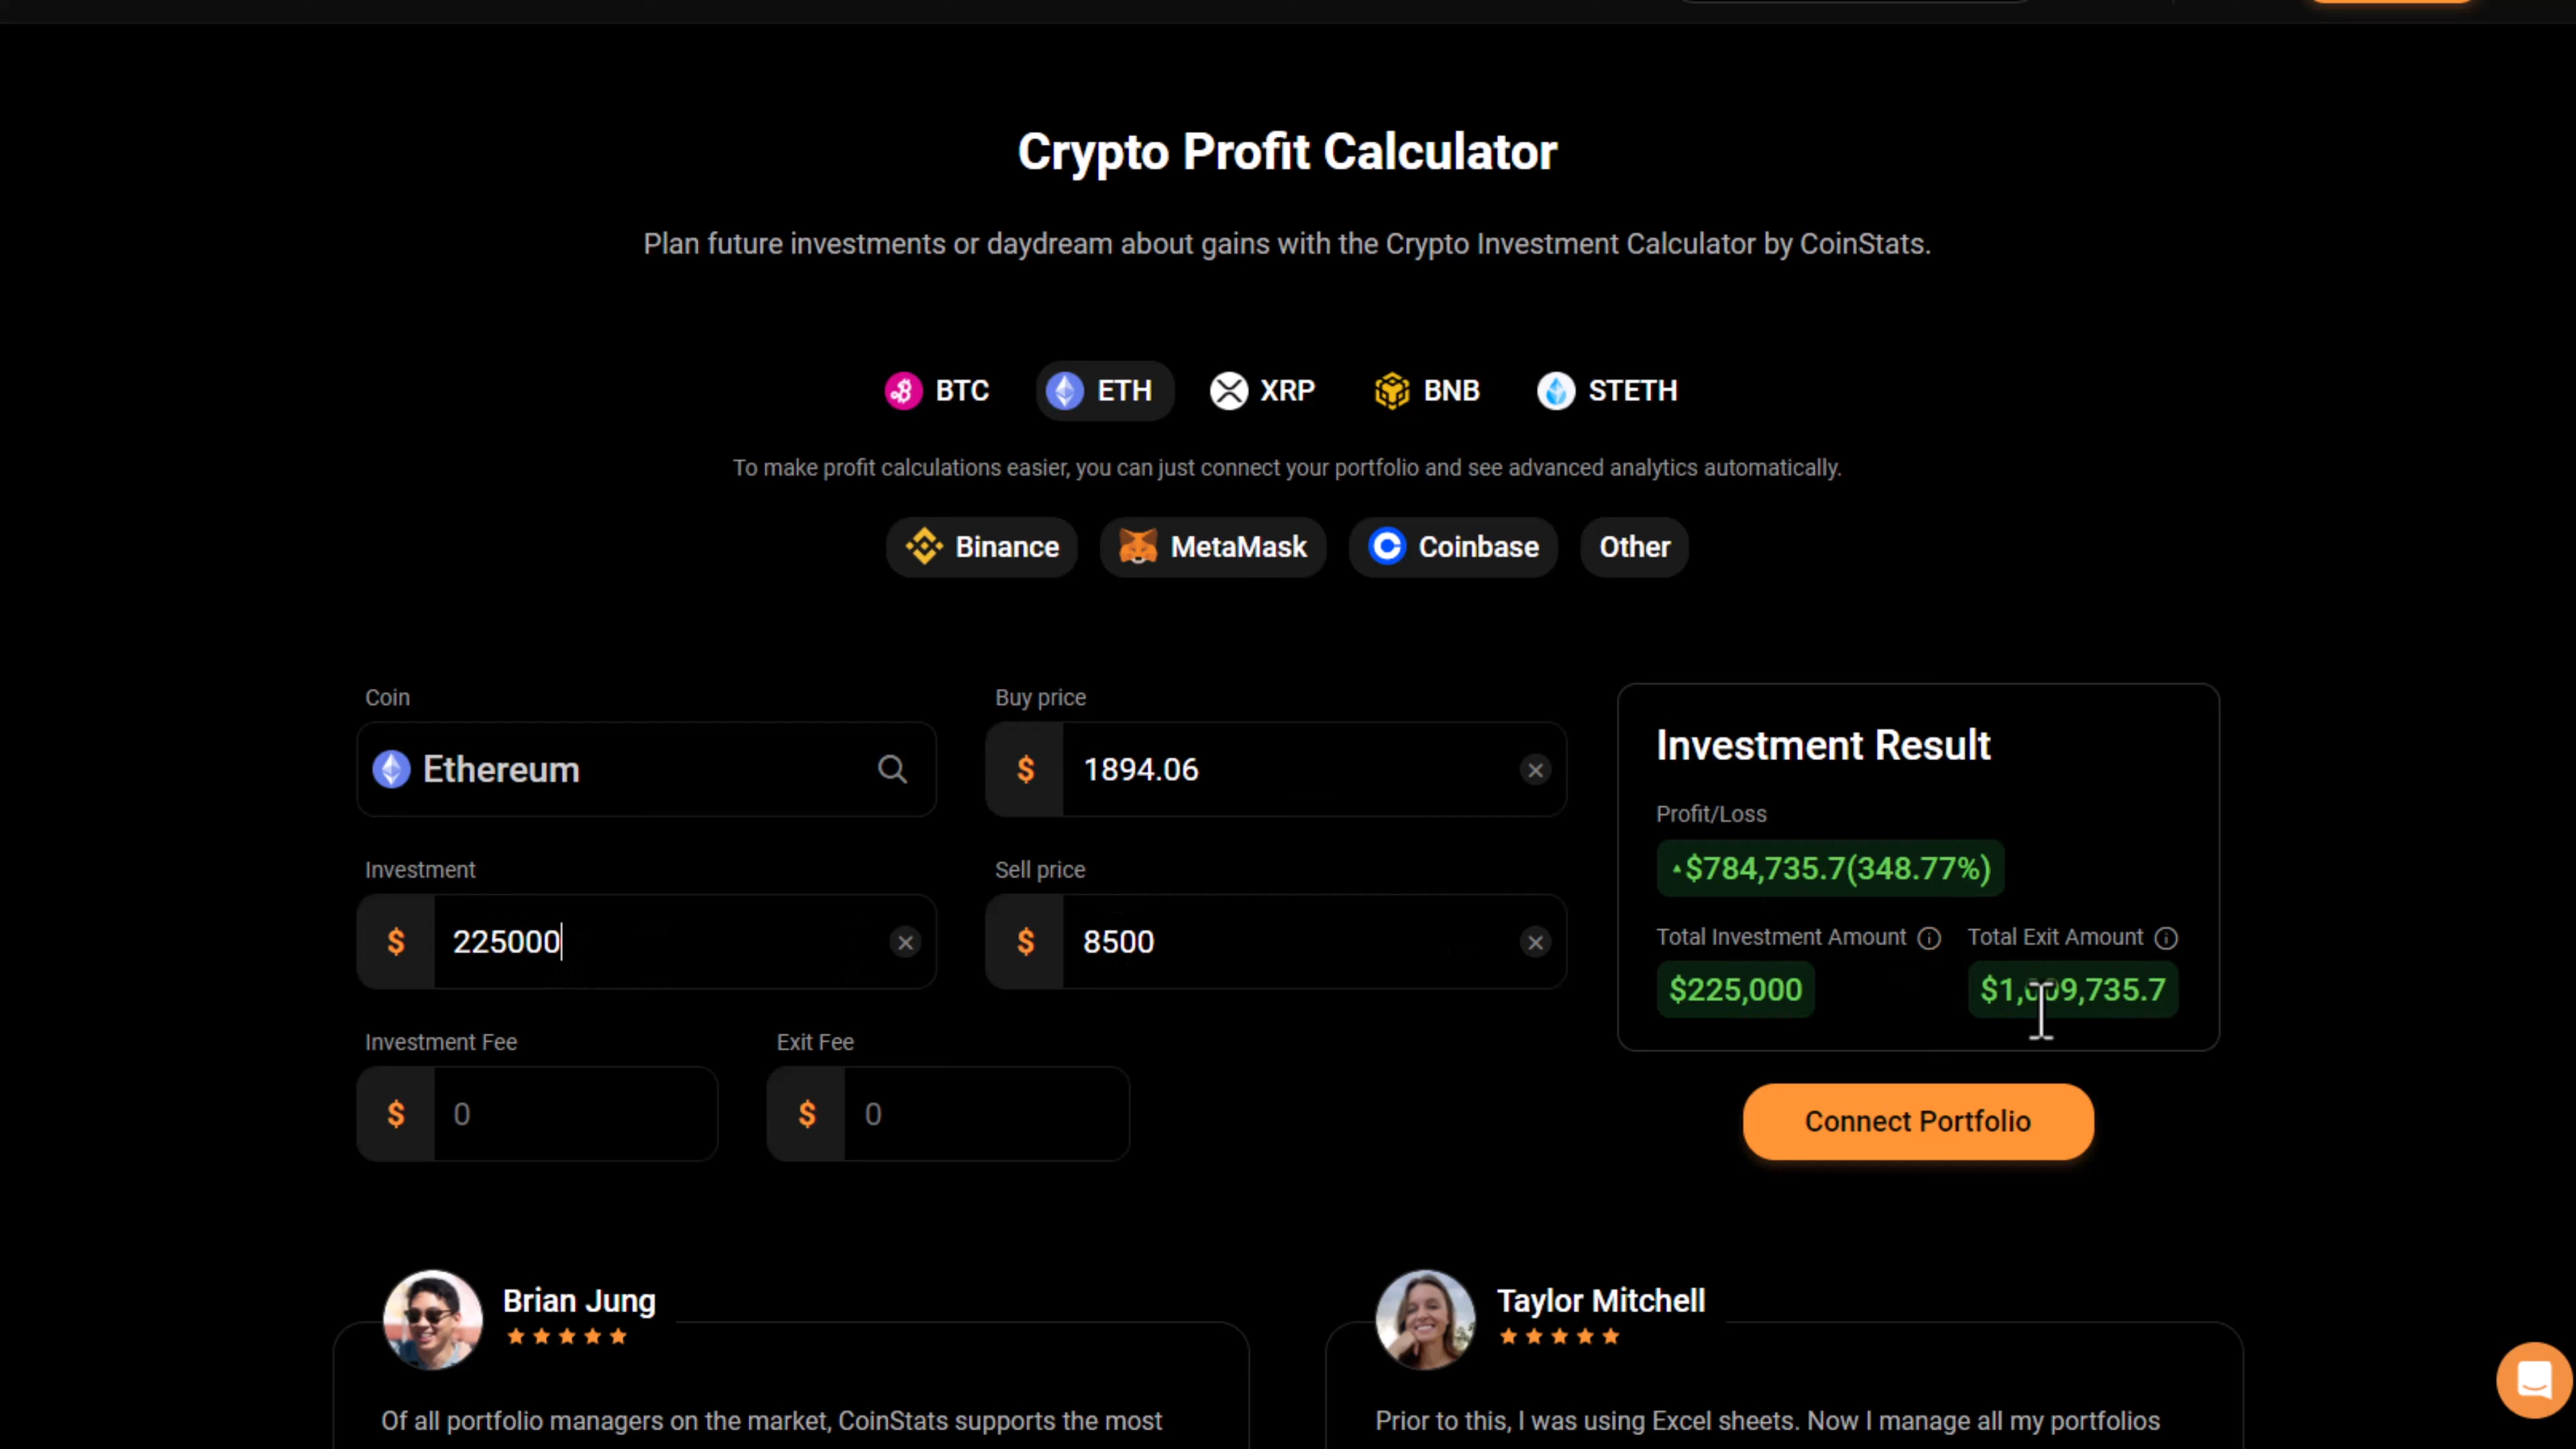 Crypto Profit Calculator
Plan future investments or daydream about gains with the Crypto Investment Calculator by CoinStats.
BTC ETH XRP BNB STETH
To make profit calculations easier, you can just connect your portfolio and see advanced analytics automatically.
Binance MetaMask Coinbase Other
Coin
Ethereum
Buy price
$ 1894.06
Investment
$ 225000
Sell price
$ 8500
Investment Fee
$ 0
Exit Fee
$ 0
Investment Result
Profit/Loss
$784,735.7(348.77%)
Total Investment Amount
$225,000
Total Exit Amount
$1,009,735.7
Connect Portfolio
Brian Jung
Of all portfolio managers on the market, CoinStats supports the most
Taylor Mitchell
Prior to this, I was using Excel sheets. Now I manage all my portfolios